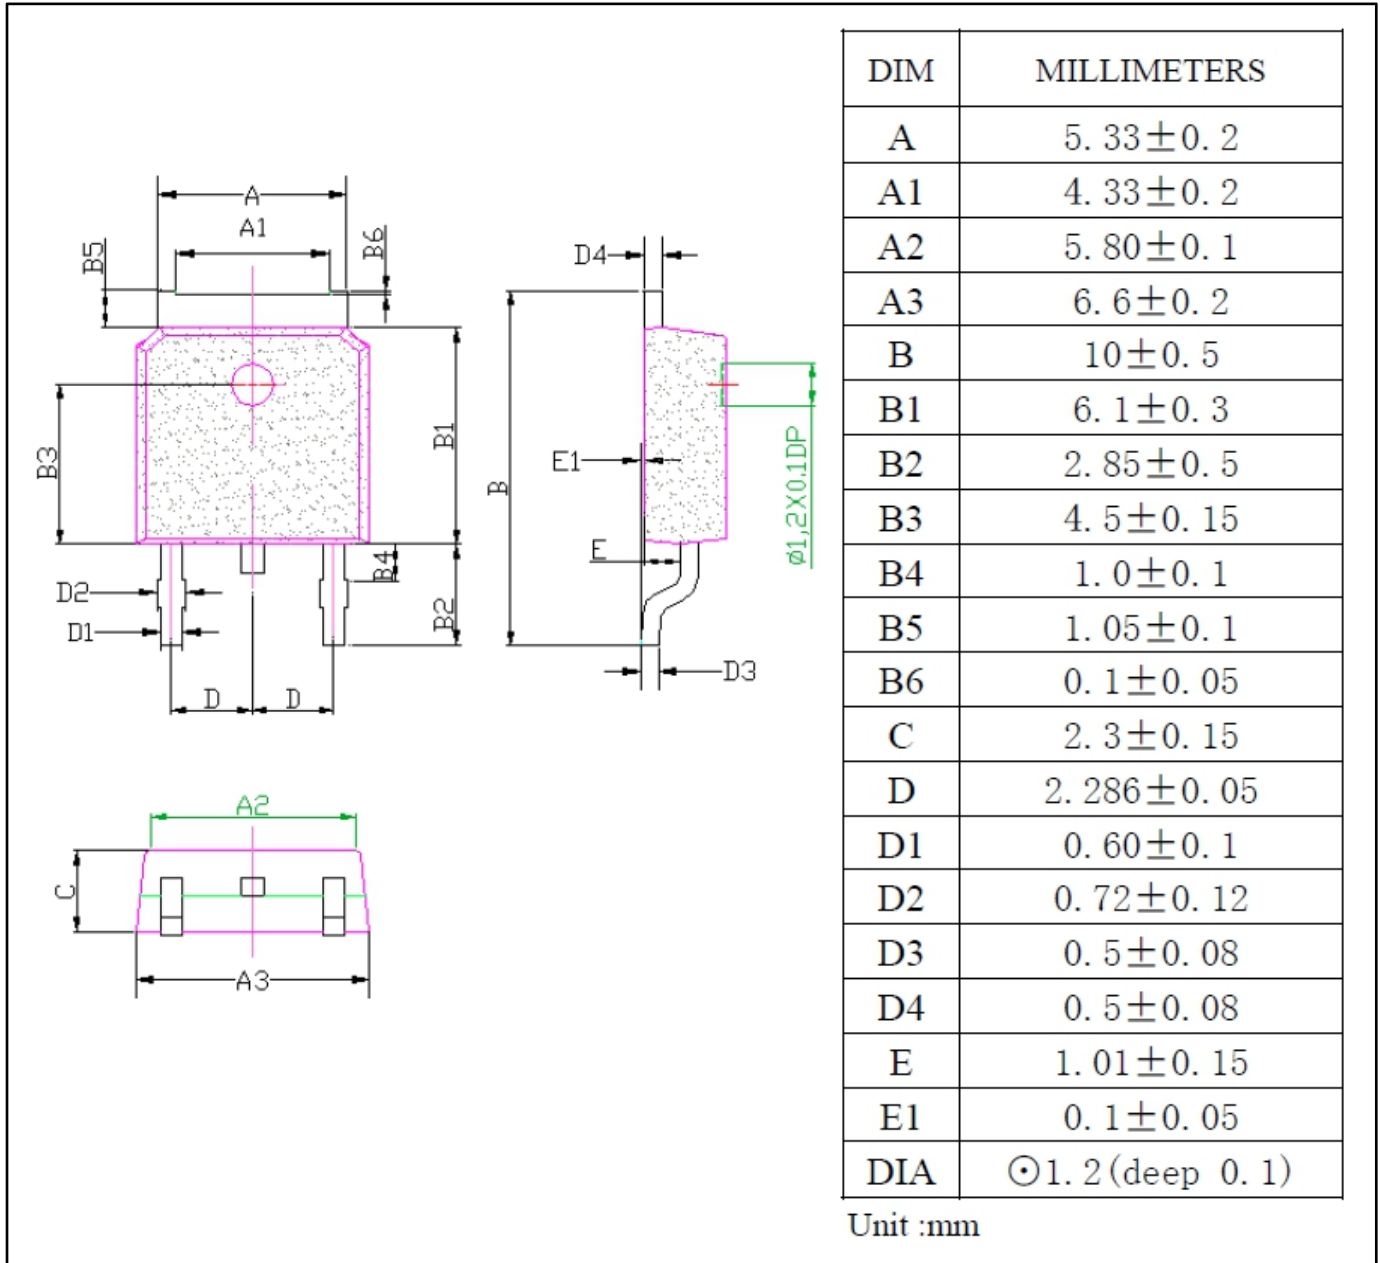 A
A1
B5
B6
D4
B3
B1
B
E1
E
ø1,2X0.1DP
D2
D1
B4
B2
D3
D
D
A2
C
A3
DIM MILLIMETERS
A 5.33±0.2
A1 4.33±0.2
A2 5.80±0.1
A3 6.6±0.2
B 10±0.5
B1 6.1±0.3
B2 2.85±0.5
B3 4.5±0.15
B4 1.0±0.1
B5 1.05±0.1
B6 0.1±0.05
C 2.3±0.15
D 2.286±0.05
D1 0.60±0.1
D2 0.72±0.12
D3 0.5±0.08
D4 0.5±0.08
E 1.01±0.15
E1 0.1±0.05
DIA ⊙1.2(deep 0.1)
Unit :mm